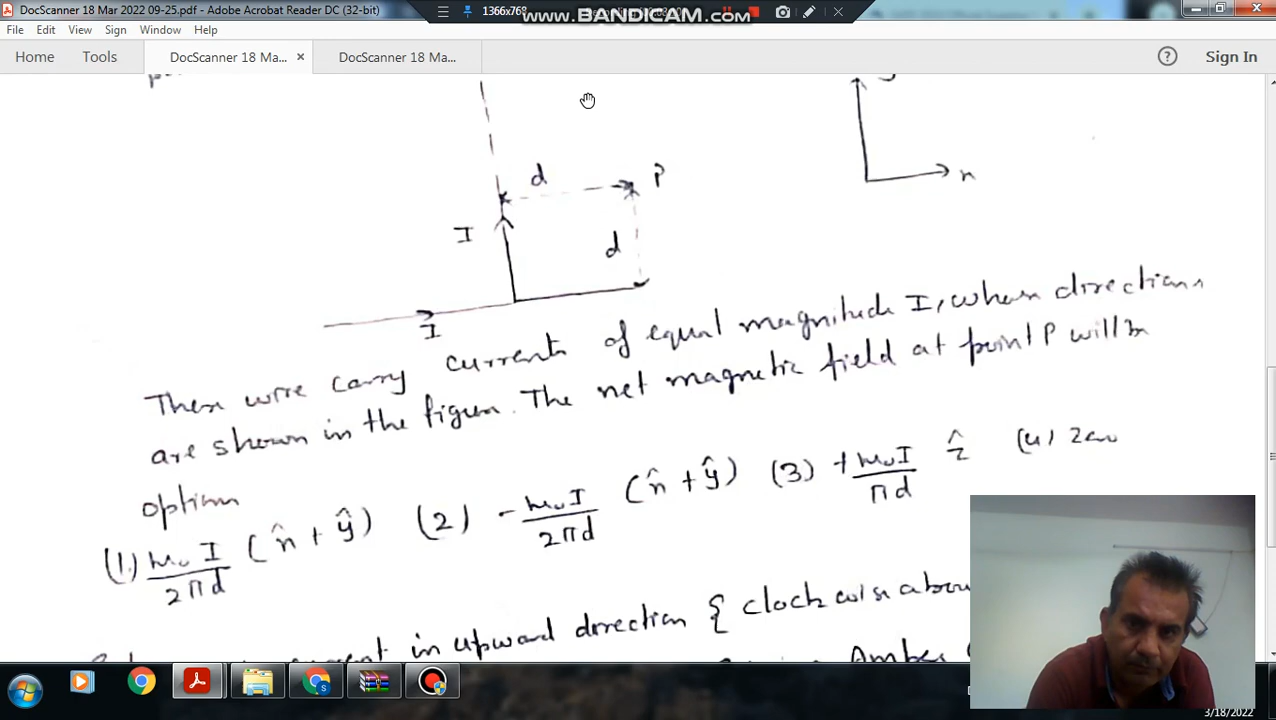 DocScanner 18 Mar 2022 09-25.pdf - Adobe Acrobat Reader DC (32-bit)
1366x768
www.BANDICAM.com
File Edit View Sign Window Help
Home Tools DocScanner 18 Ma... × DocScanner 18 Ma... Sign In
d P
x
I d
I
These wire carry currents of equal magnitude I, whose directions
are shown in the figure. The net magnetic field at point P will be
option
(1) μ₀I/2πd (x̂ + ŷ) (2) -μ₀I/2πd (x̂ + ŷ) (3) +μ₀I/πd ẑ (4) zero
in upward direction { clockwise
3/18/2022